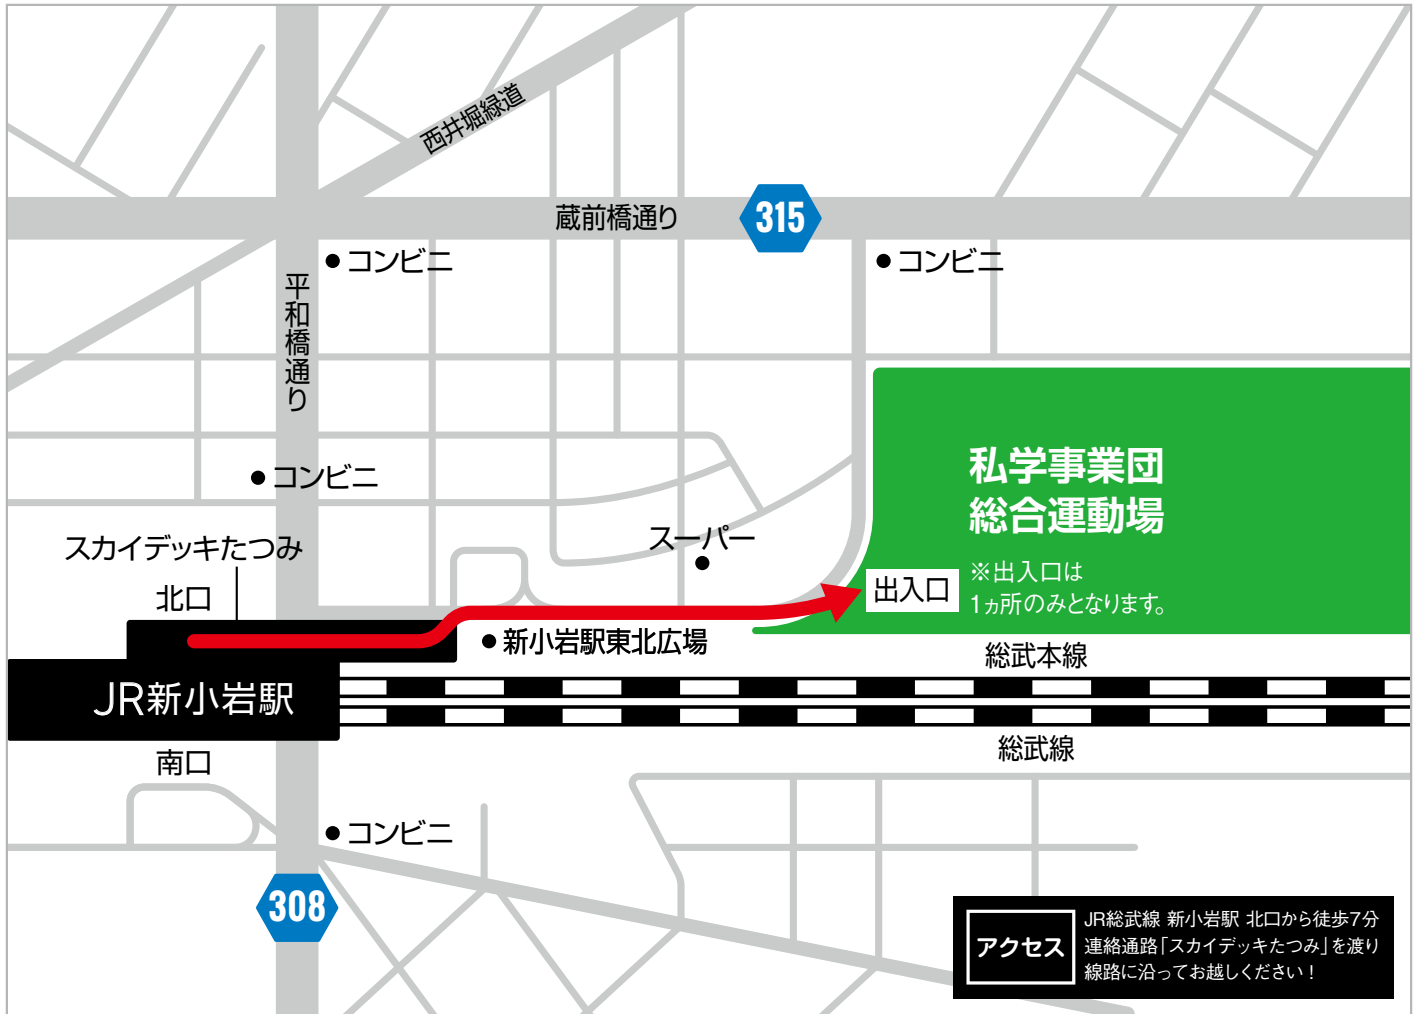 西井堀緑道
蔵前橋通り
315
コンビニ
コンビニ
平和橋通り
コンビニ
私学事業団
総合運動場
スーパー
スカイデッキたつみ
北口
出入口
※出入口は
1ヵ所のみとなります。
新小岩駅東北広場
総武本線
JR新小岩駅
総武線
南口
コンビニ
308
アクセス
JR総武線 新小岩駅 北口から徒歩7分
連絡通路「スカイデッキたつみ」を渡り
線路に沿ってお越しください！